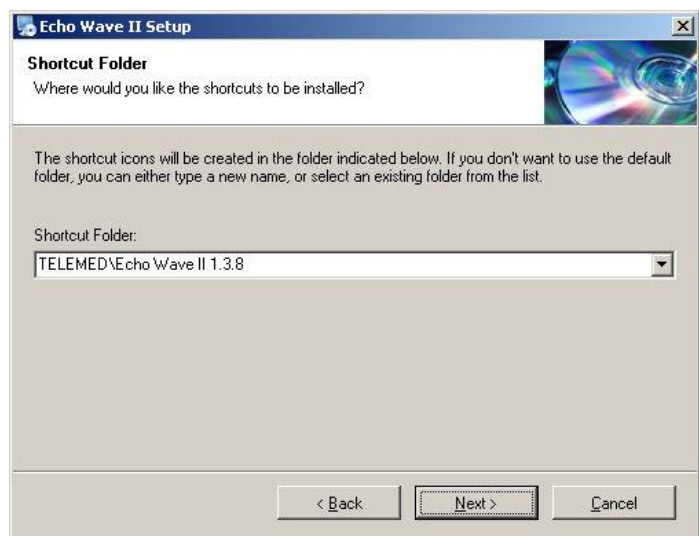 Echo Wave II Setup
Shortcut Folder
Where would you like the shortcuts to be installed?
The shortcut icons will be created in the folder indicated below. If you don't want to use the default
folder, you can either type a new name, or select an existing folder from the list.
Shortcut Folder:
TELEMED\Echo Wave II 1.3.8
< Back
Next >
Cancel